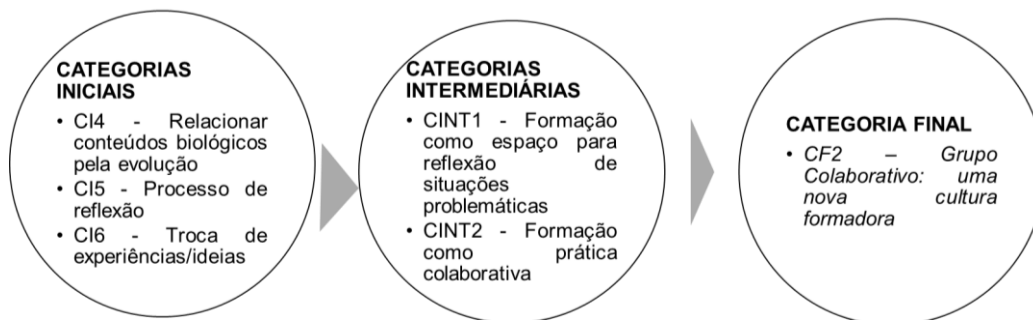 CATEGORIAS
INICIAIS
• CI4 - Relacionar
conteúdos biológicos
pela evolução
• CI5 - Processo de
reflexão
• CI6 - Troca de
experiências/ideias
CATEGORIAS
INTERMEDIÁRIAS
• CINT1 - Formação
como espaço para
reflexão de
situações
problemáticas
• CINT2 - Formação
como prática
colaborativa
CATEGORIA FINAL
• CF2 – Grupo
Colaborativo: uma
nova cultura
formadora